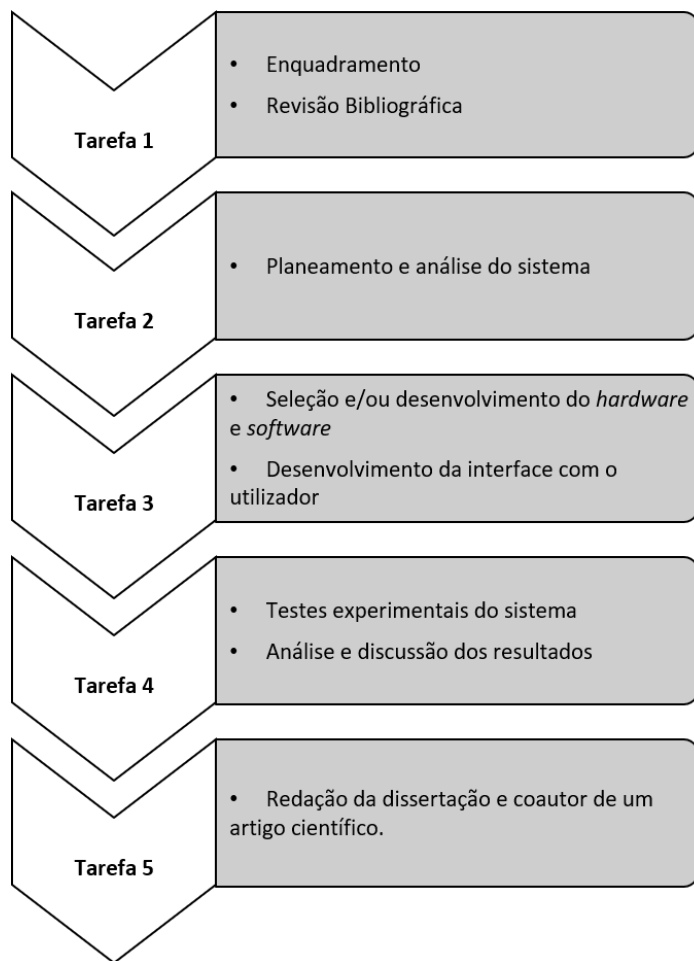 • Enquadramento
• Revisão Bibliográfica
Tarefa 1
• Planeamento e análise do sistema
Tarefa 2
• Seleção e/ou desenvolvimento do hardware
e software
• Desenvolvimento da interface com o
utilizador
Tarefa 3
• Testes experimentais do sistema
• Análise e discussão dos resultados
Tarefa 4
• Redação da dissertação e coautor de um
artigo científico.
Tarefa 5